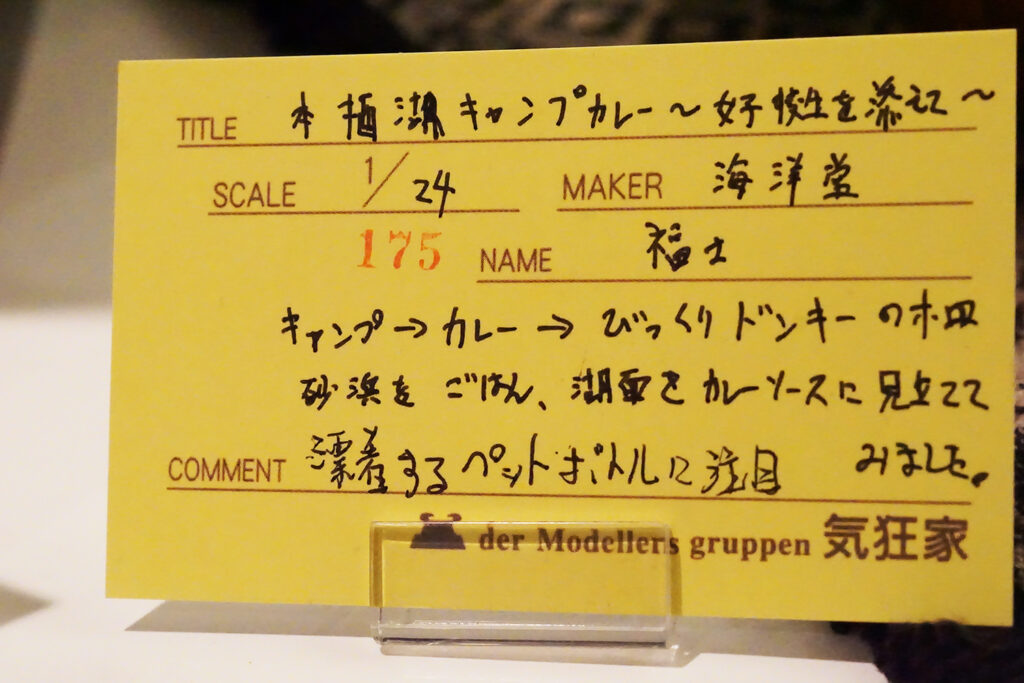 TITLE 本栖湖キャンプカレー～女子慢生を添えて～
SCALE 1/24 MAKER 海洋堂
175 NAME 福士
キャンプ→カレー→びっくりドンキーの木皿
砂浜をごはん、湖面をカレーソースに見立てて
みました。
COMMENT 漂着するペットボトルに注目
der Modellers gruppen 気狂家